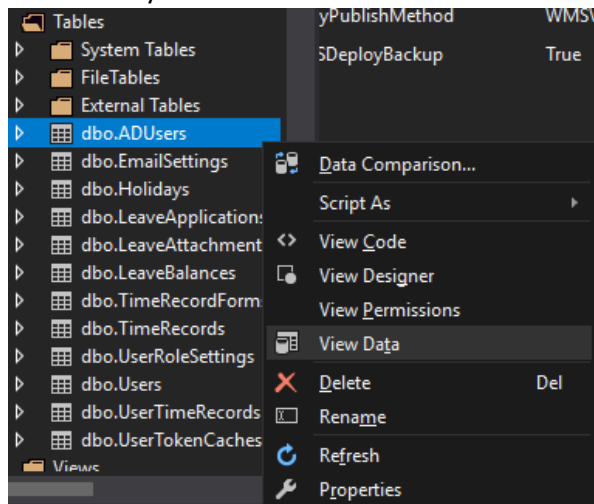 Tables
System Tables
FileTables
External Tables
dbo.ADUsers
dbo.EmailSettings
dbo.Holidays
dbo.LeaveApplication
dbo.LeaveAttachment
dbo.LeaveBalances
dbo.TimeRecordForm
dbo.TimeRecords
dbo.UserRoleSettings
dbo.Users
dbo.UserTimeRecords
dbo.UserTokenCaches
Views
yPublishMethod WMSV
SDeployBackup True
Data Comparison...
Script As
View Code
View Designer
View Permissions
View Data
Delete Del
Rename
Refresh
Properties